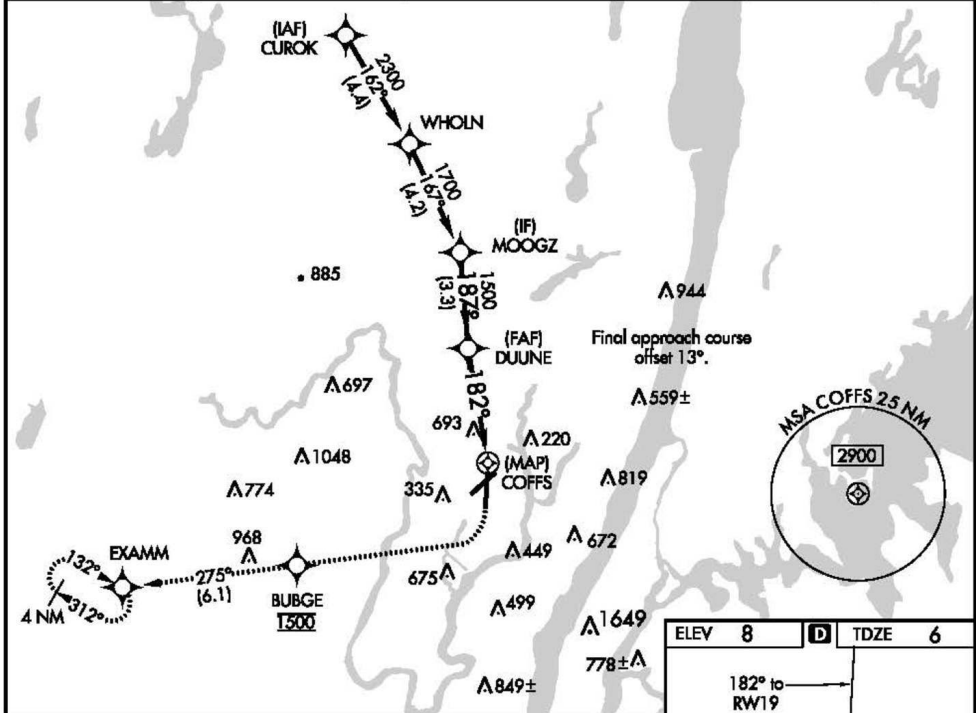 (IAF)
CUROK
2300
162°
(4.4)
WHOLN
1700
167°
(4.2)
(IF)
MOOGZ
1500
187°
(3.3)
885
944
Final approach course
offset 13°.
(FAF)
DUUNE
697
559±
182°
MSA COFFS 25 NM
2900
693
220
(MAP)
COFFS
1048
819
774
335
968
672
EXAMM
449
132°
275°
(6.1)
675
312°
4 NM
BUBGE
1500
499
1649
778±
849±
ELEV 8 D TDZE 6
182° to
RW19